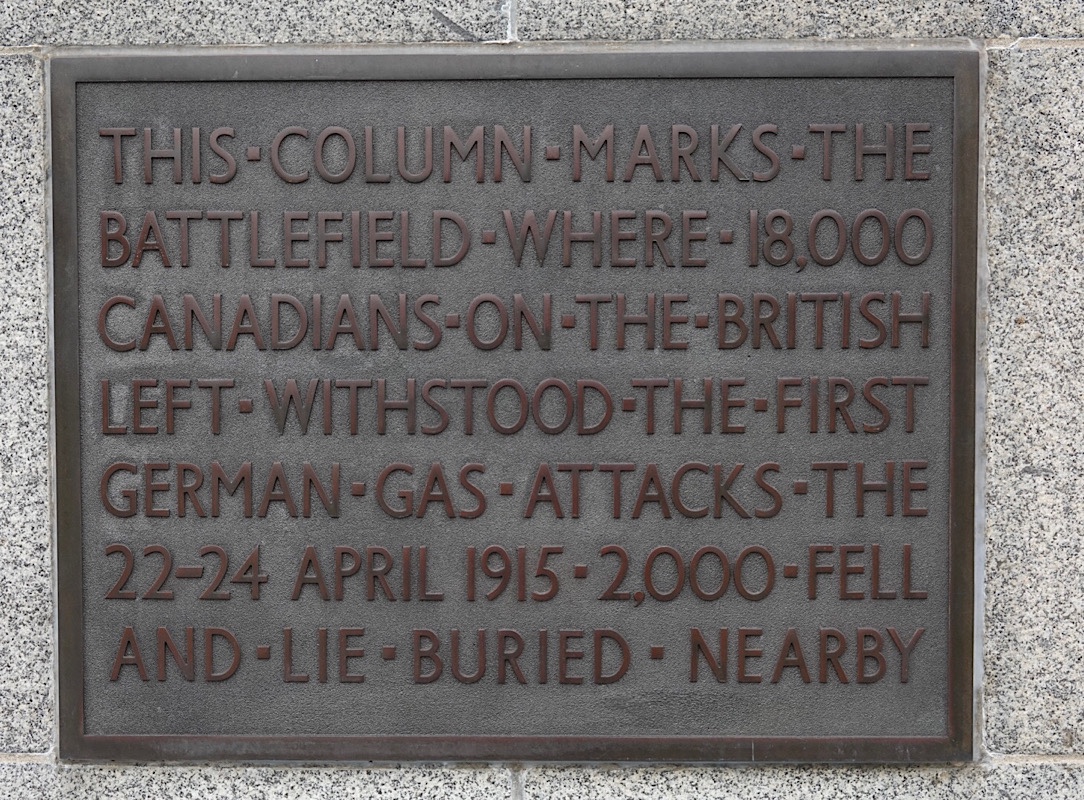 THIS·COLUMN·MARKS·THE
BATTLEFIELD·WHERE·18,000
CANADIANS·ON·THE·BRITISH
LEFT·WITHSTOOD·THE·FIRST
GERMAN·GAS·ATTACKS·THE
22-24 APRIL 1915·2,000·FELL
AND·LIE·BURIED·NEARBY